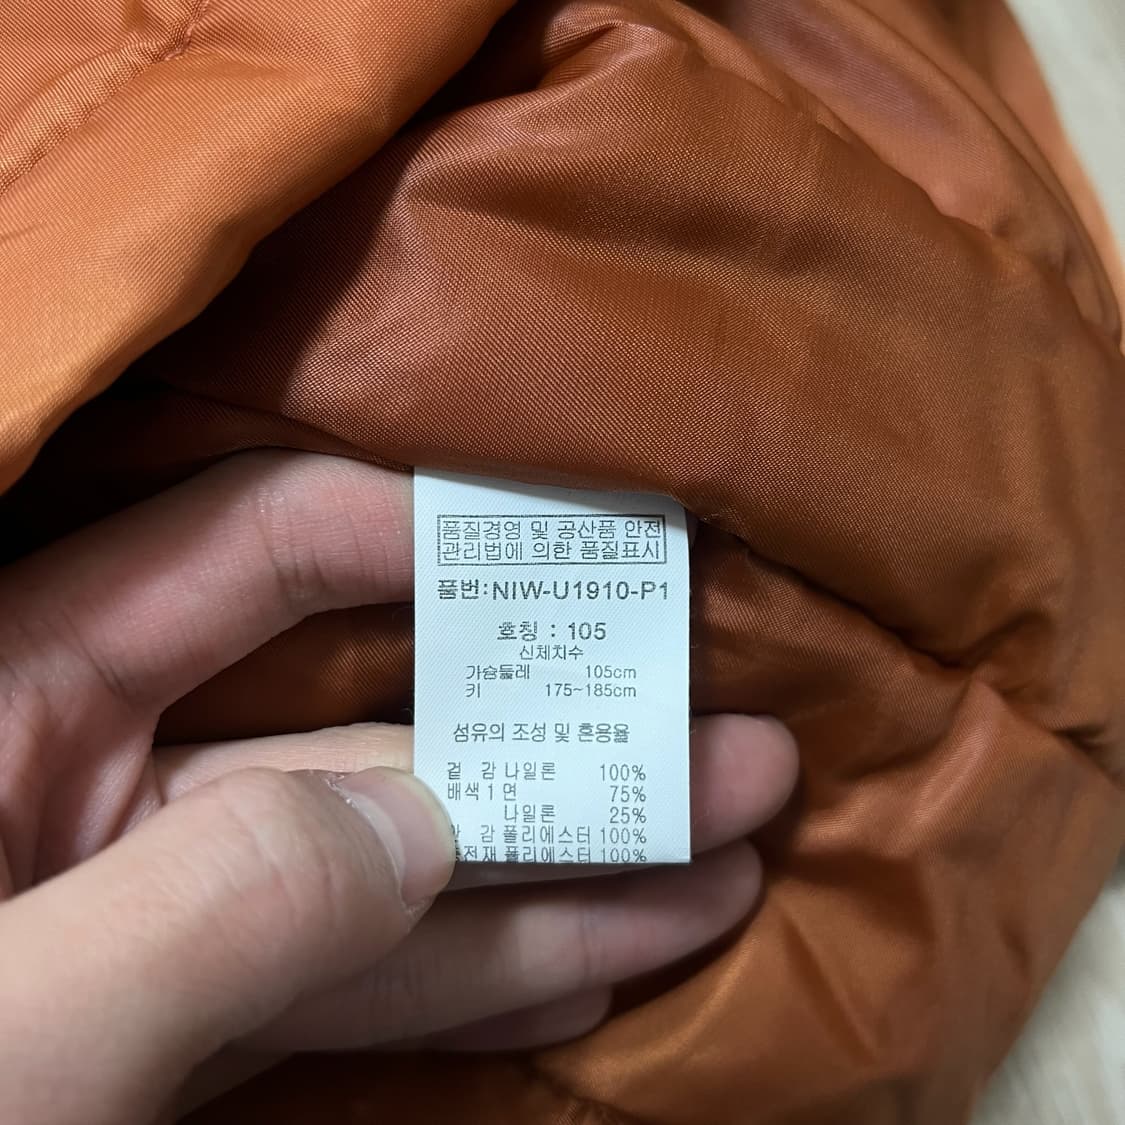 품질경영 및 공산품 안전
관리법에 의한 품질표시
품번:NIW-U1910-P1
호칭 : 105
신체치수
가슴둘레 105cm
키 175~185cm
섬유의 조성 및 혼용율
겉 감 나일론 100%
배색1 면 75%
나일론 25%
감 폴리에스터 100%
폴리에스터 100%